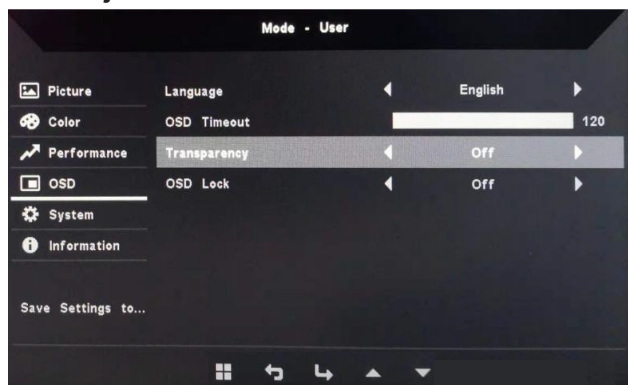 Mode - User
Picture
Language English
Color
OSD Timeout 120
Performance
Transparency Off
OSD
OSD Lock Off
System
Information
Save Settings to...